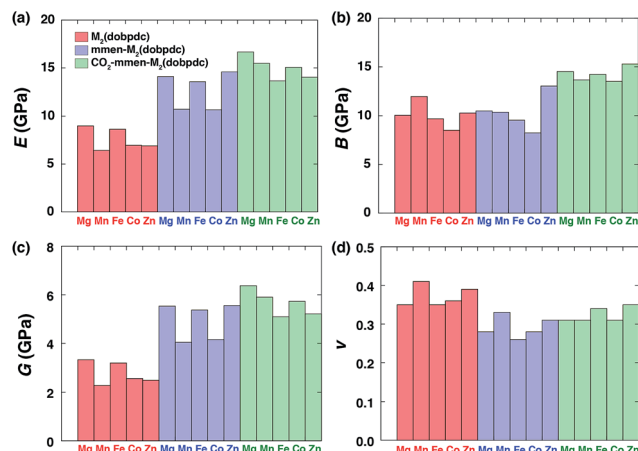 (a)
E (GPa)
20
15
10
5
0
M2(dobpdc)
mmen-M2(dobpdc)
CO2-mmen-M2(dobpdc)
Mg Mn Fe Co Zn Mg Mn Fe Co Zn Mg Mn Fe Co Zn
(b)
B (GPa)
20
15
10
5
0
Mg Mn Fe Co Zn Mg Mn Fe Co Zn Mg Mn Fe Co Zn
(c)
G (GPa)
8
6
4
2
0
Mg Mn Fe Co Zn Mg Mn Fe Co Zn Mg Mn Fe Co Zn
(d)
v
0.5
0.4
0.3
0.2
0.1
0.0
Mg Mn Fe Co Zn Mg Mn Fe Co Zn Mg Mn Fe Co Zn